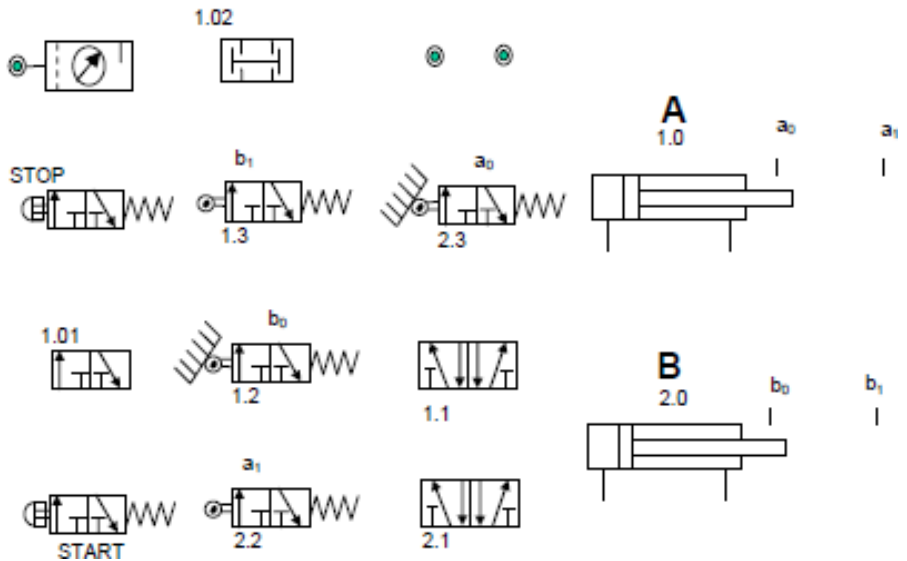 1.02
A
1.0
a₀
a₁
STOP
b₁
1.3
a₀
2.3
1.01
b₀
1.2
1.1
B
2.0
b₀
b₁
a₁
START
2.2
2.1